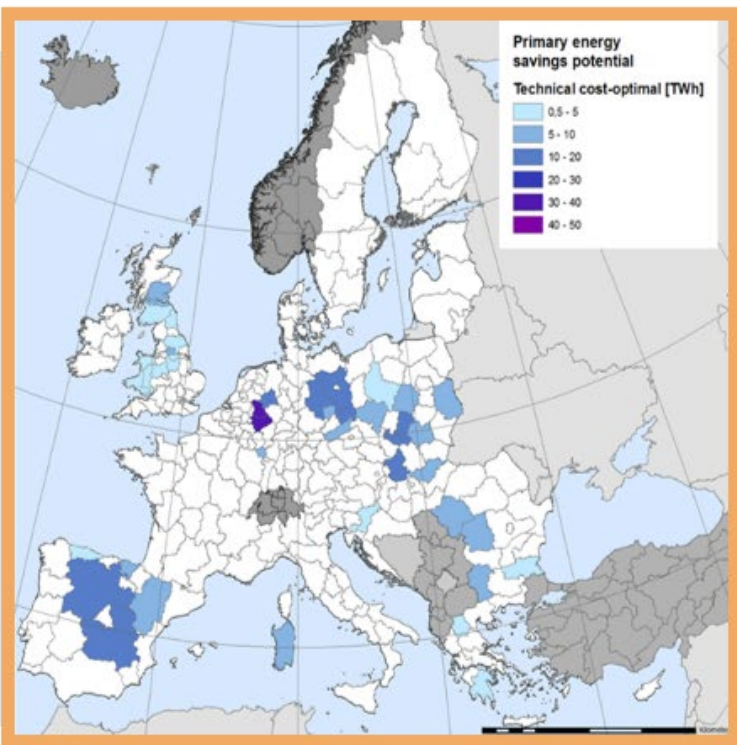 Primary energy
savings potential
Technical cost-optimal [TWh]
0,5 - 5
5 - 10
10 - 20
20 - 30
30 - 40
40 - 50